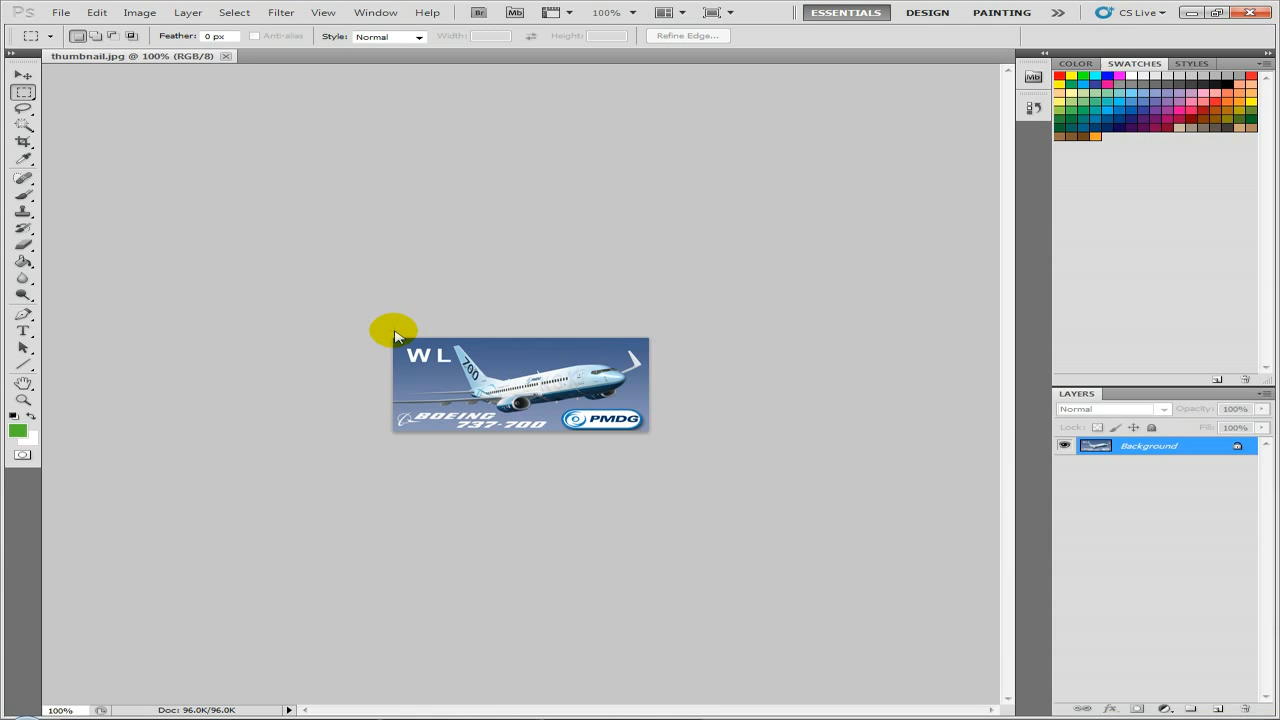 Ps File Edit Image Layer Select Filter View Window Help Br Mb 100% ESSENTIALS DESIGN PAINTING CS Live
Feather: 0 px Anti-alias Style: Normal Width: Height: Refine Edge...
thumbnail.jpg @ 100% (RGB/8)
COLOR SWATCHES STYLES
Mb
W L
700
BOEING
737-700
PMDG
LAYERS
Normal Opacity: 100%
Lock: Fill: 100%
Background
100% Doc: 96.0K/96.0K